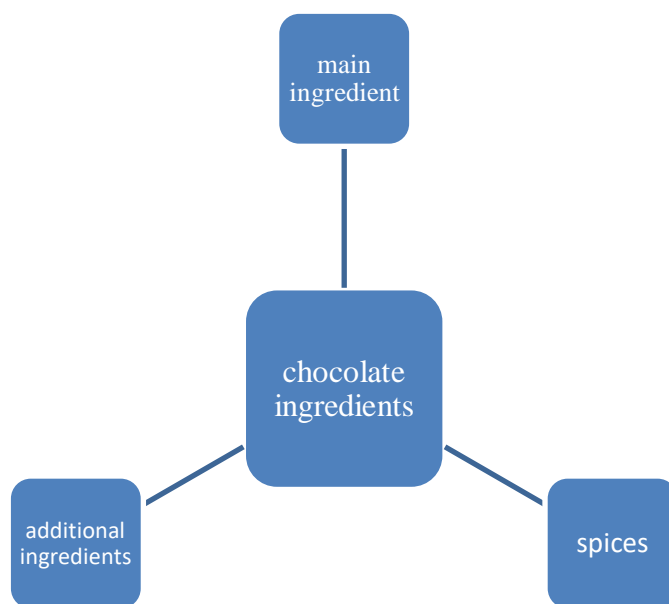 main
ingredient
chocolate
ingredients
additional
ingredients
spices